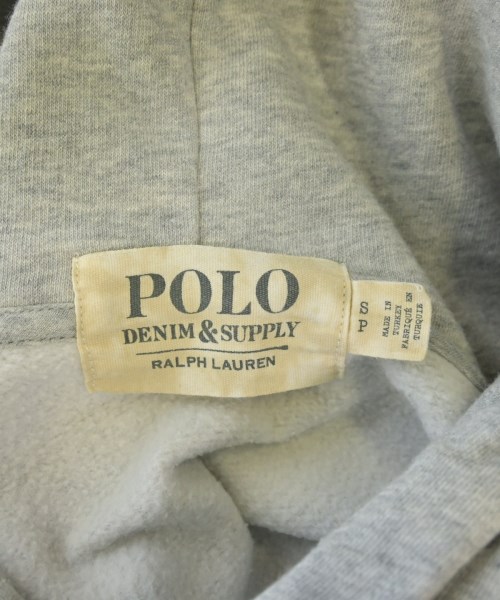 POLO
DENIM & SUPPLY
RALPH LAUREN
S
P
MADE IN
TURKEY
FABRIQUÉ EN
TURQUIE